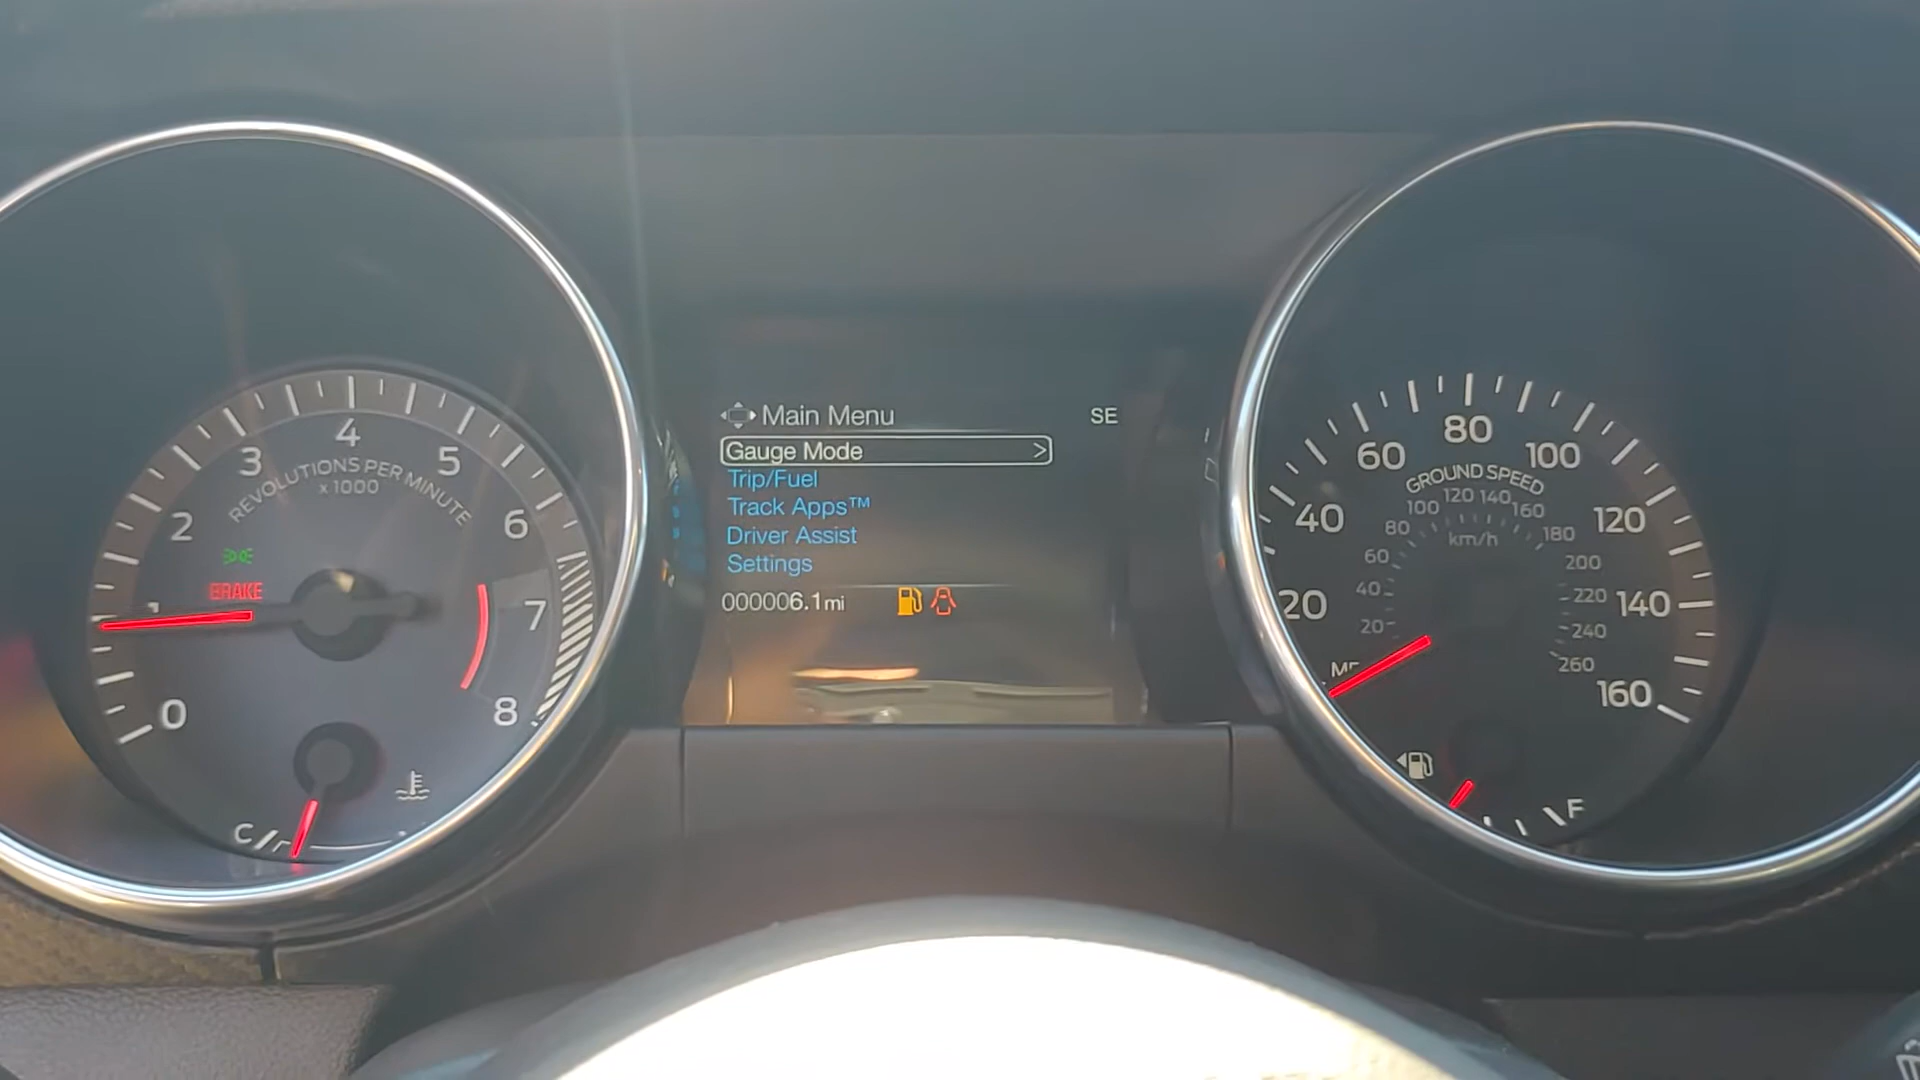 0
1
2
3
4
5
6
7
8
REVOLUTIONS PER MINUTE
x 1000
BRAKE
C
Main Menu
SE
Gauge Mode >
Trip/Fuel
Track Apps™
Driver Assist
Settings
000006.1 mi
20
40
60
80
100
120
140
160
GROUND SPEED
20
40
60
80
100
120
140
160
180
200
220
240
260
km/h
F